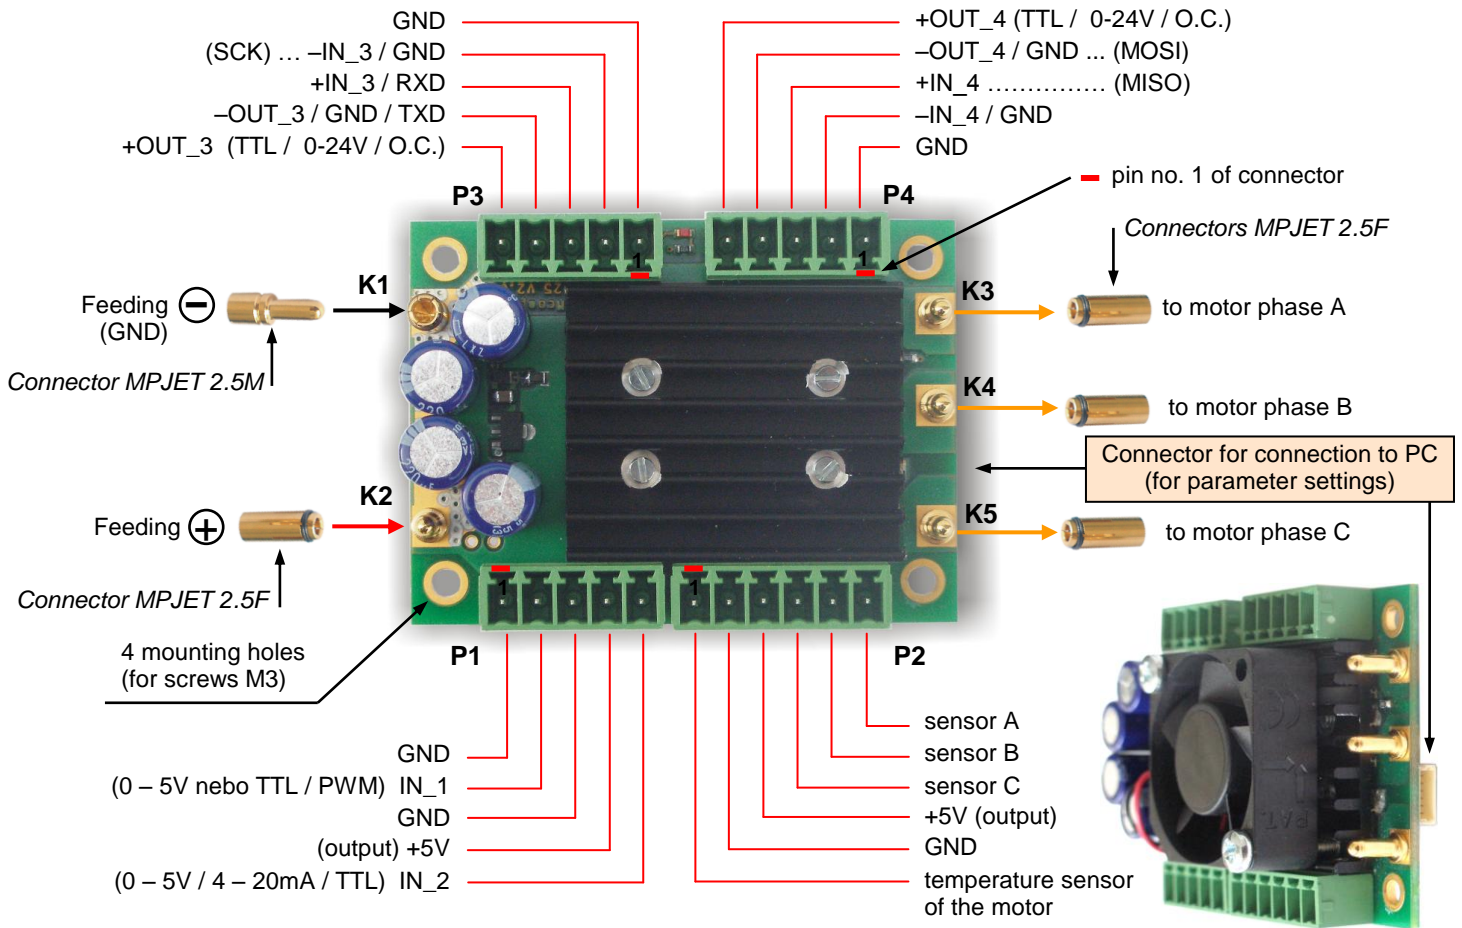 GND
(SCK) ... –IN_3 / GND
+IN_3 / RXD
–OUT_3 / GND / TXD
+OUT_3 (TTL / 0-24V / O.C.)
+OUT_4 (TTL / 0-24V / O.C.)
–OUT_4 / GND ... (MOSI)
+IN_4 ............... (MISO)
–IN_4 / GND
GND
P3
P4
pin no. 1 of connector
Connectors MPJET 2.5F
1
1
K1
Feeding
(GND)
Connector MPJET 2.5M
K3
to motor phase A
K4
to motor phase B
Connector for connection to PC
(for parameter settings)
K2
Feeding
Connector MPJET 2.5F
K5
to motor phase C
220
1
1
4 mounting holes
(for screws M3)
P1
P2
GND
(0 – 5V nebo TTL / PWM) IN_1
GND
(output) +5V
(0 – 5V / 4 – 20mA / TTL) IN_2
sensor A
sensor B
sensor C
+5V (output)
GND
temperature sensor
of the motor